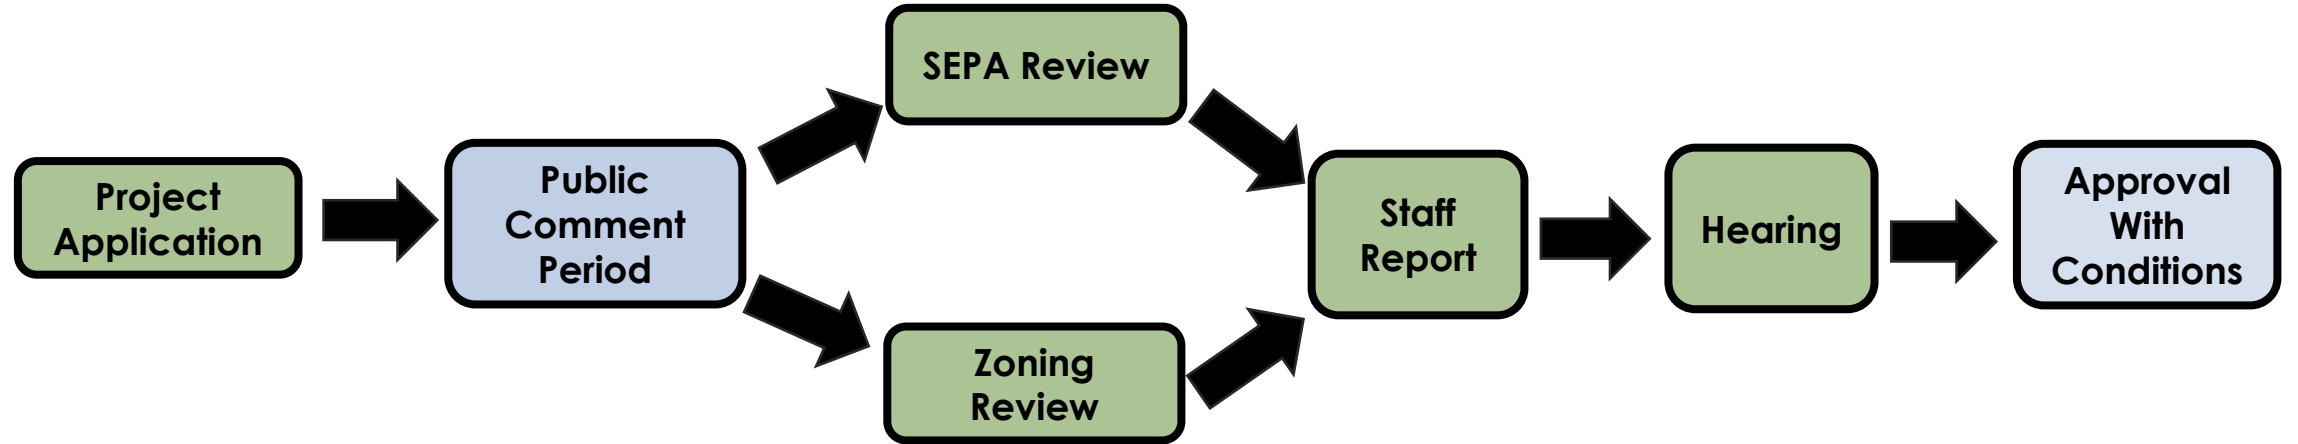 Project
Application
Public
Comment
Period
SEPA Review
Zoning
Review
Staff
Report
Hearing
Approval
With
Conditions